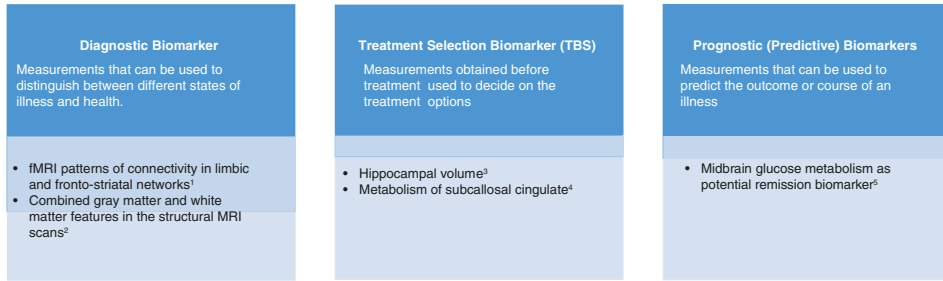 Diagnostic Biomarker
Measurements that can be used to
distinguish between different states of
illness and health.
• fMRI patterns of connectivity in limbic
and fronto-striatal networks¹
• Combined gray matter and white
matter features in the structural MRI
scans²
Treatment Selection Biomarker (TBS)
Measurements obtained before
treatment used to decide on the
treatment options
• Hippocampal volume³
• Metabolism of subcallosal cingulate⁴
Prognostic (Predictive) Biomarkers
Measurements that can be used to
predict the outcome or course of an
illness
• Midbrain glucose metabolism as
potential remission biomarker⁵